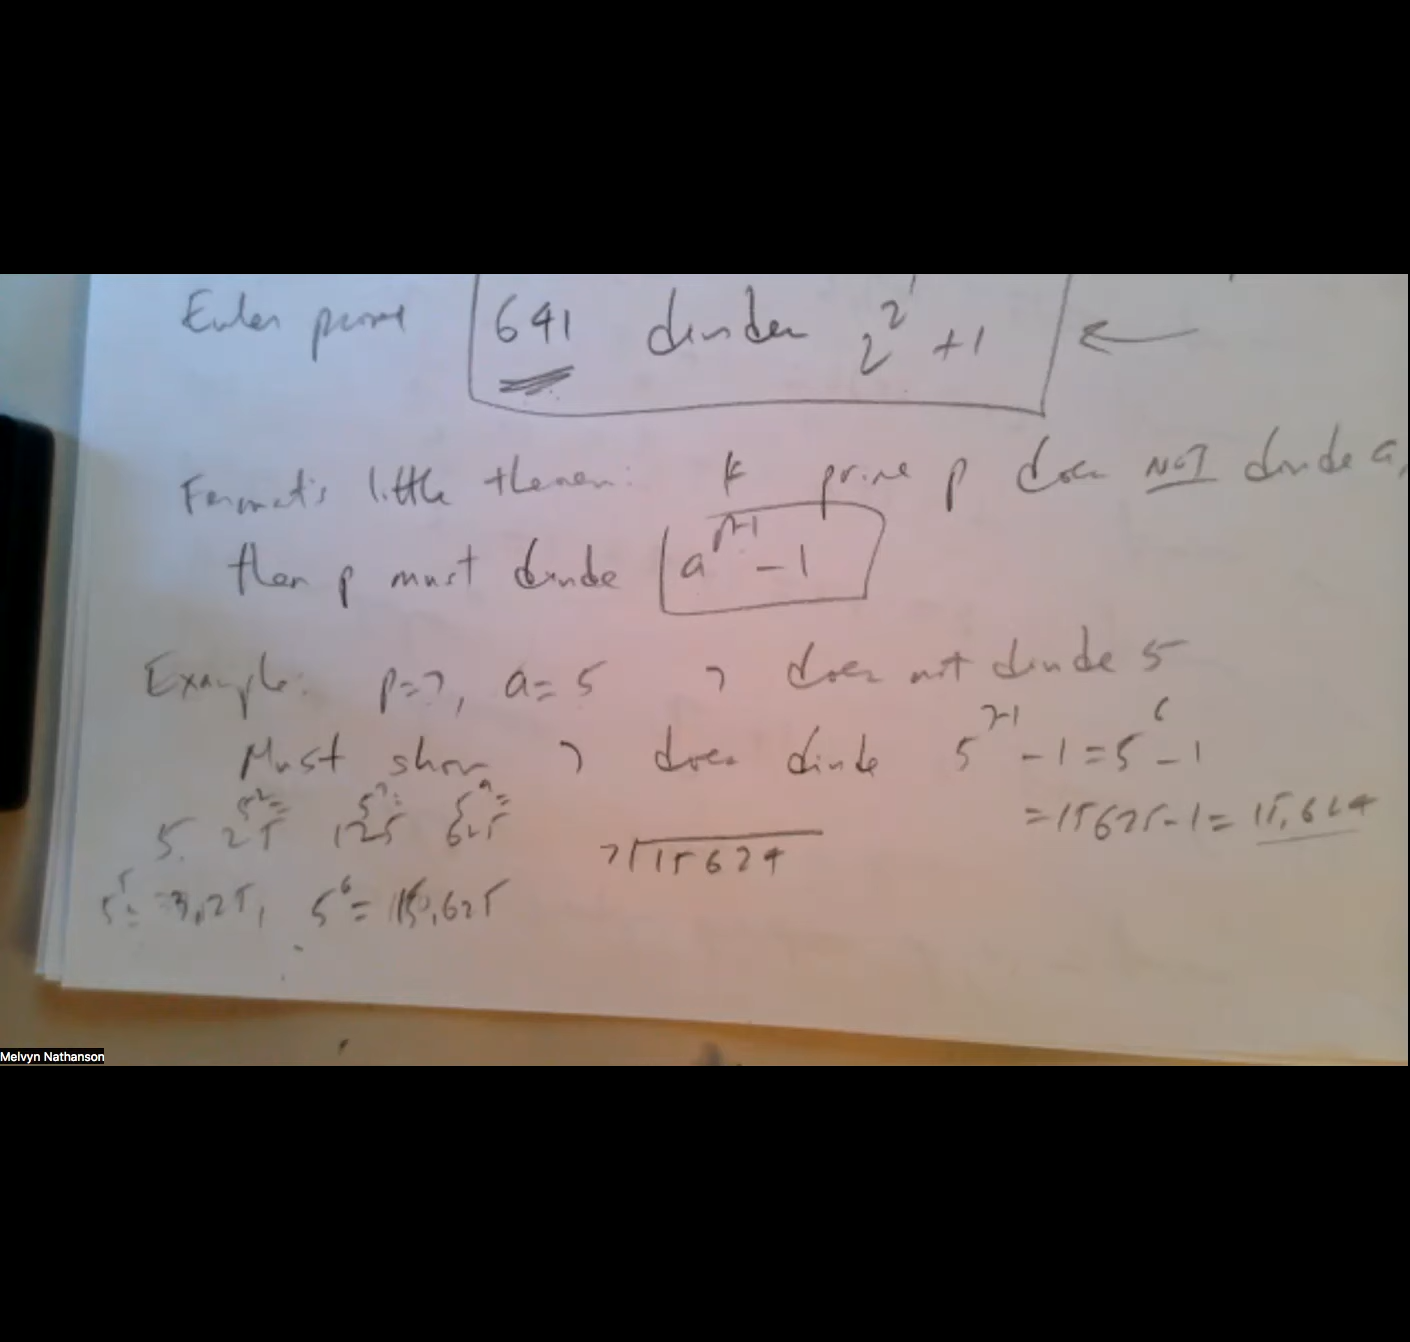 Euler proved 641 divides 2^2 +1
Fermat's little theorem: If prime p does NOT divide a,
then p must divide a^p-1 - 1
Example: p=7, a=5 7 does not divide 5
Must show 7 does divide 5^7-1 - 1 = 5^6 - 1
5^2= 5^3= 5^4=
5. 25 125 625 = 15625-1 = 15,624
7 15624
5^5= 3,125, 5^6= 15,625
Melvyn Nathanson